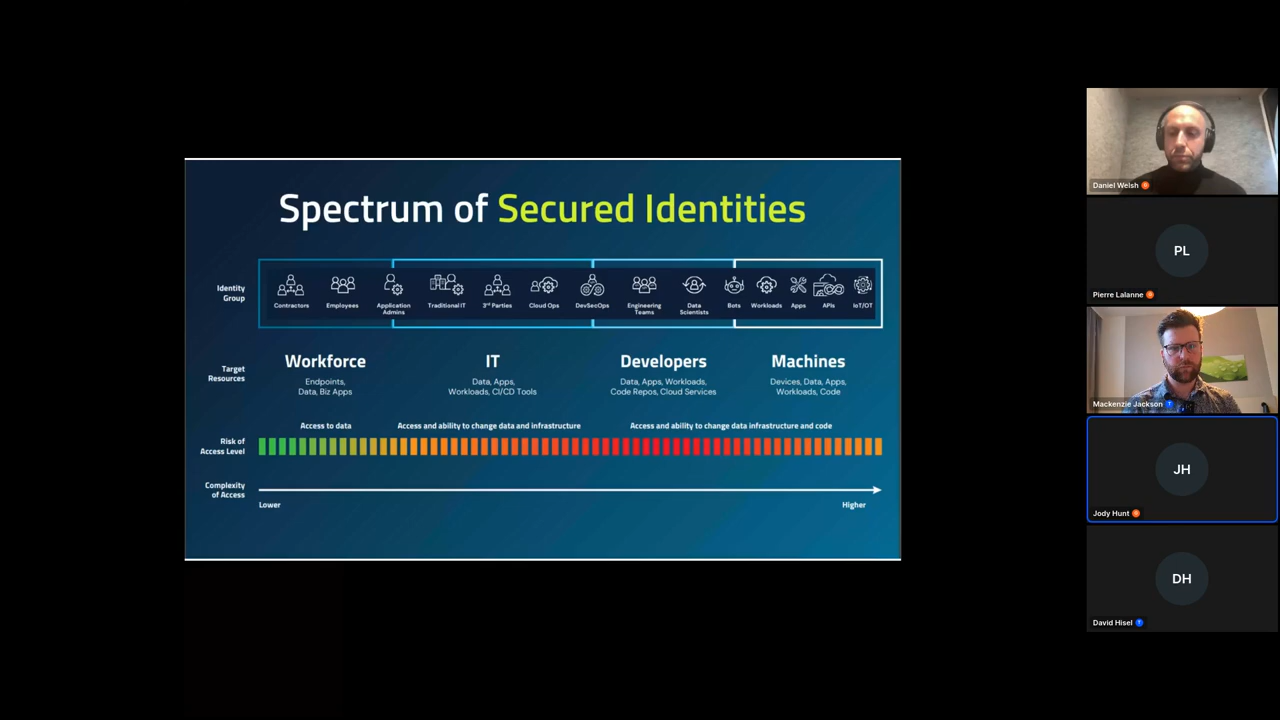 Spectrum of Secured Identities
Identity
Group
Contractors
Employees
Application
Admins
Traditional IT
3rd Parties
Cloud Ops
DevSecOps
Engineering
Teams
Data
Scientists
Bots
Workloads
Apps
APIs
IoT/OT
Target
Resources
Workforce
Endpoints,
Data, Biz Apps
IT
Data, Apps,
Workloads, CI/CD Tools
Developers
Data, Apps, Workloads,
Code Repos, Cloud Services
Machines
Devices, Data, Apps,
Workloads, Code
Risk of
Access Level
Access to data
Access and ability to change data and infrastructure
Access and ability to change data infrastructure and code
Complexity
of Access
Lower
Higher
Daniel Welsh
PL
Pierre Lalanne
Mackenzie Jackson
JH
Jody Hunt
DH
David Hisel